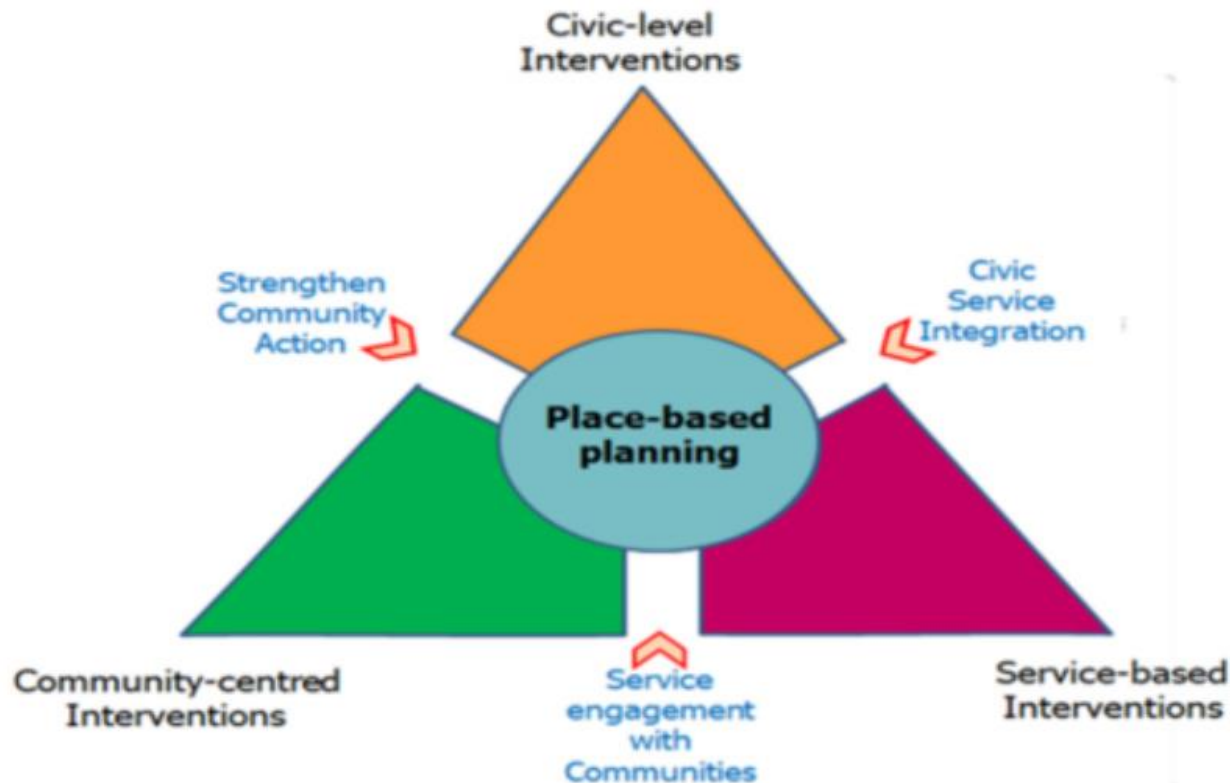 Civic-level
Interventions
Strengthen
Community
Action
Civic
Service
Integration
Place-based
planning
Community-centred
Interventions
Service
engagement
with
Communities
Service-based
Interventions